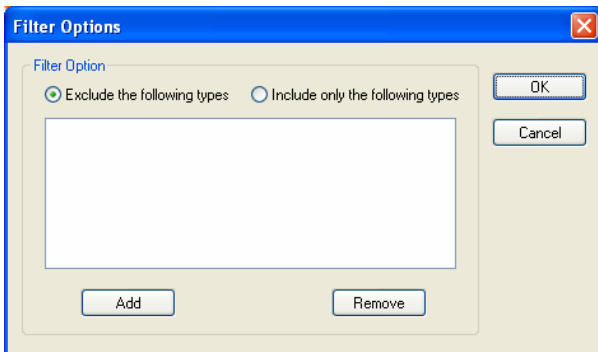 Filter Options
Filter Option
Exclude the following types Include only the following types
OK
Cancel
Add Remove